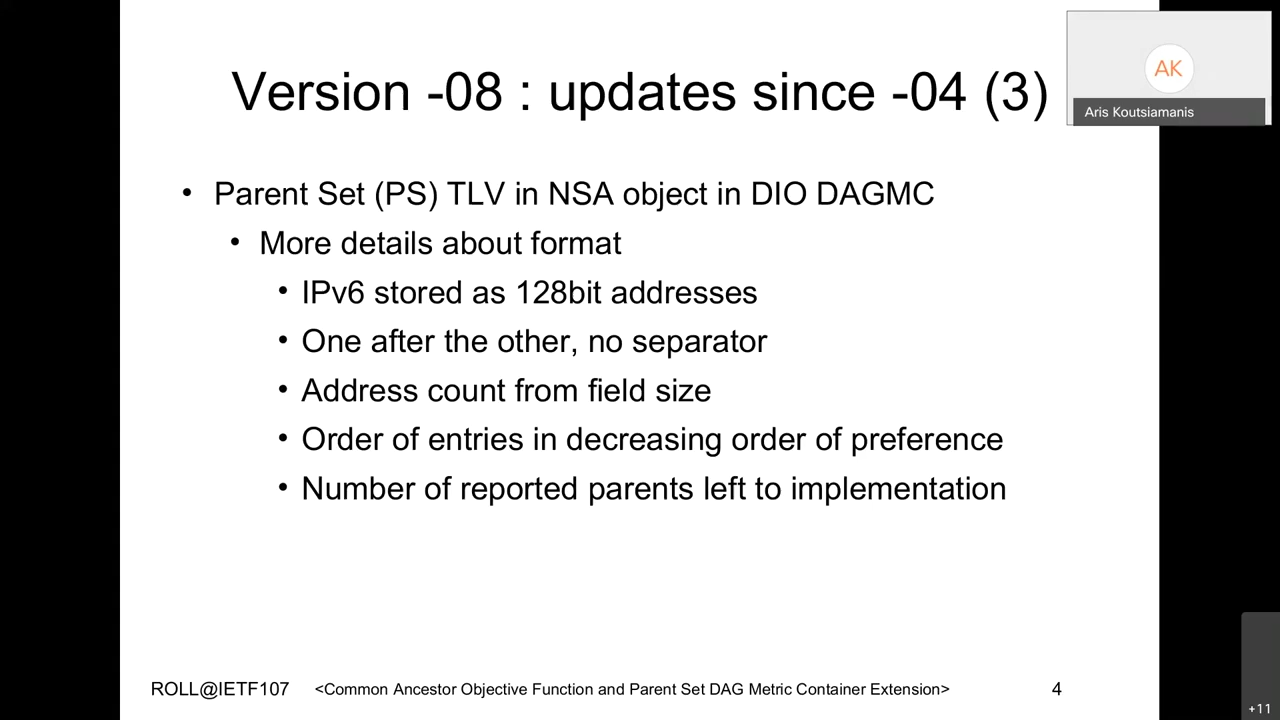 Version -08 : updates since -04 (3)
AK
Aris Koutsiamanis
• Parent Set (PS) TLV in NSA object in DIO DAGMC
• More details about format
• IPv6 stored as 128bit addresses
• One after the other, no separator
• Address count from field size
• Order of entries in decreasing order of preference
• Number of reported parents left to implementation
ROLL@IETF107 <Common Ancestor Objective Function and Parent Set DAG Metric Container Extension> 4
+11